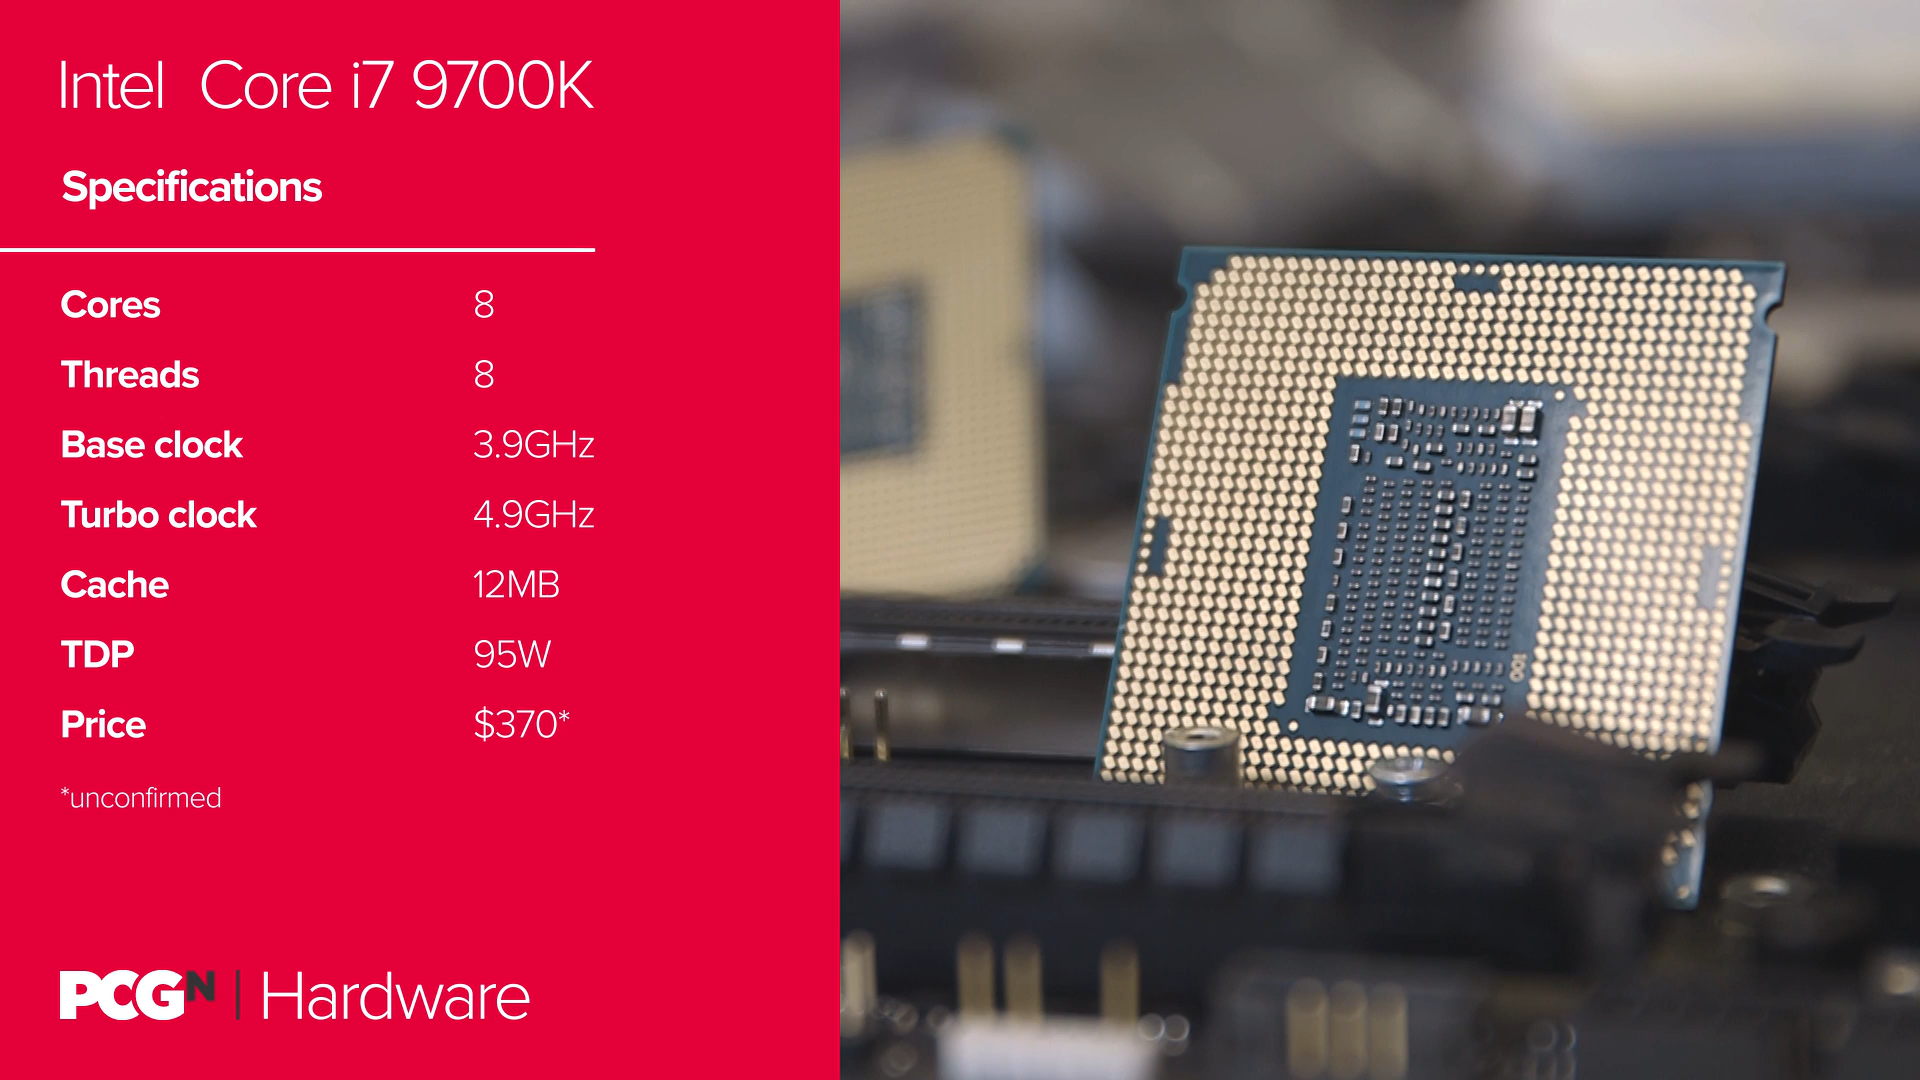 Intel Core i7 9700K
Specifications
Cores 8
Threads 8
Base clock 3.9GHz
Turbo clock 4.9GHz
Cache 12MB
TDP 95W
Price $370*
*unconfirmed
PCGN | Hardware
001